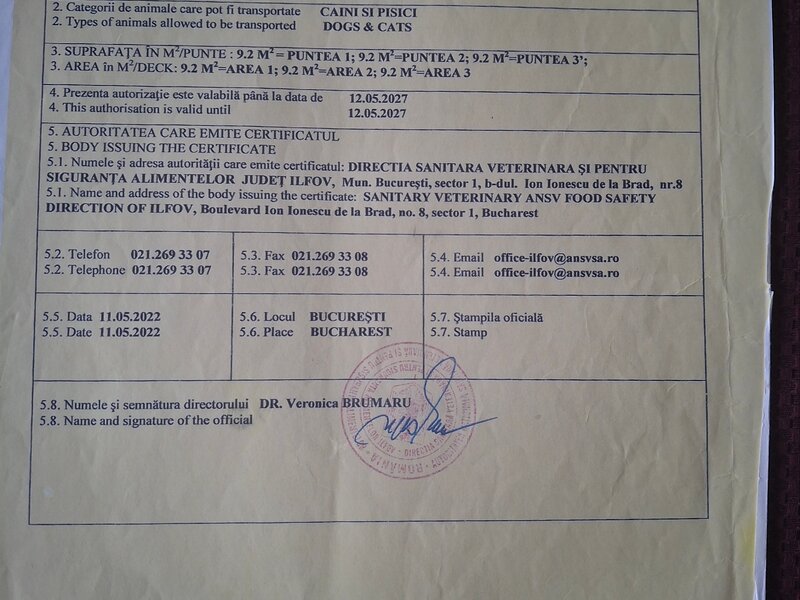 2. Categorii de animale care pot fi transportate CAINI SI PISICI
2. Types of animals allowed to be transported DOGS & CATS
3. SUPRAFAȚA ÎN M²/PUNTE : 9.2 M² = PUNTEA 1; 9.2 M²=PUNTEA 2; 9.2 M²=PUNTEA 3';
3. AREA în M²/DECK: 9.2 M²=AREA 1; 9.2 M²=AREA 2; 9.2 M²=AREA 3
4. Prezenta autorizație este valabilă până la data de 12.05.2027
4. This authorisation is valid until 12.05.2027
5. AUTORITATEA CARE EMITE CERTIFICATUL
5. BODY ISSUING THE CERTIFICATE
5.1. Numele și adresa autorității care emite certificatul: DIRECTIA SANITARA VETERINARA ȘI PENTRU
SIGURANȚA ALIMENTELOR JUDEȚ ILFOV, Mun. București, sector 1, b-dul. Ion Ionescu de la Brad, nr.8
5.1. Name and address of the body issuing the certificate: SANITARY VETERINARY ANSV FOOD SAFETY
DIRECTION OF ILFOV, Boulevard Ion Ionescu de la Brad, no. 8, sector 1, Bucharest
5.2. Telefon 021.269 33 07
5.2. Telephone 021.269 33 07
5.3. Fax 021.269 33 08
5.3. Fax 021.269 33 08
5.4. Email office-ilfov@ansvsa.ro
5.4. Email office-ilfov@ansvsa.ro
5.5. Data 11.05.2022
5.5. Date 11.05.2022
5.6. Locul BUCUREȘTI
5.6. Place BUCHAREST
5.7. Ștampila oficială
5.7. Stamp
5.8. Numele și semnătura directorului DR. Veronica BRUMARU
5.8. Name and signature of the official
ROMÂNIA